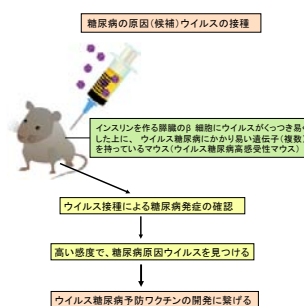 糖尿病の原因(候補)ウイルスの接種
インスリンを作る膵臓のβ 細胞にウイルスがくっつき易く
した上に、 ウイルス糖尿病にかかり易い遺伝子(複数)
を持っているマウス(ウイルス糖尿病高感受性マウス)
ウイルス接種による糖尿病発症の確認
高い感度で、糖尿病原因ウイルスを見つける
ウイルス糖尿病予防ワクチンの開発に繋げる